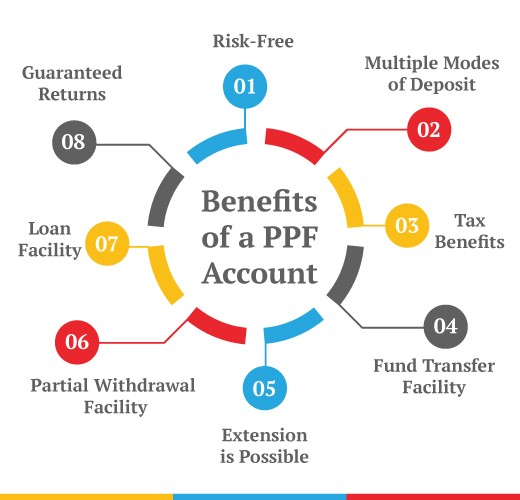 Benefits
of a PPF
Account
01
Risk-Free
02
Multiple Modes
of Deposit
03
Tax
Benefits
04
Fund Transfer
Facility
05
Extension
is Possible
06
Partial Withdrawal
Facility
07
Loan
Facility
08
Guaranteed
Returns